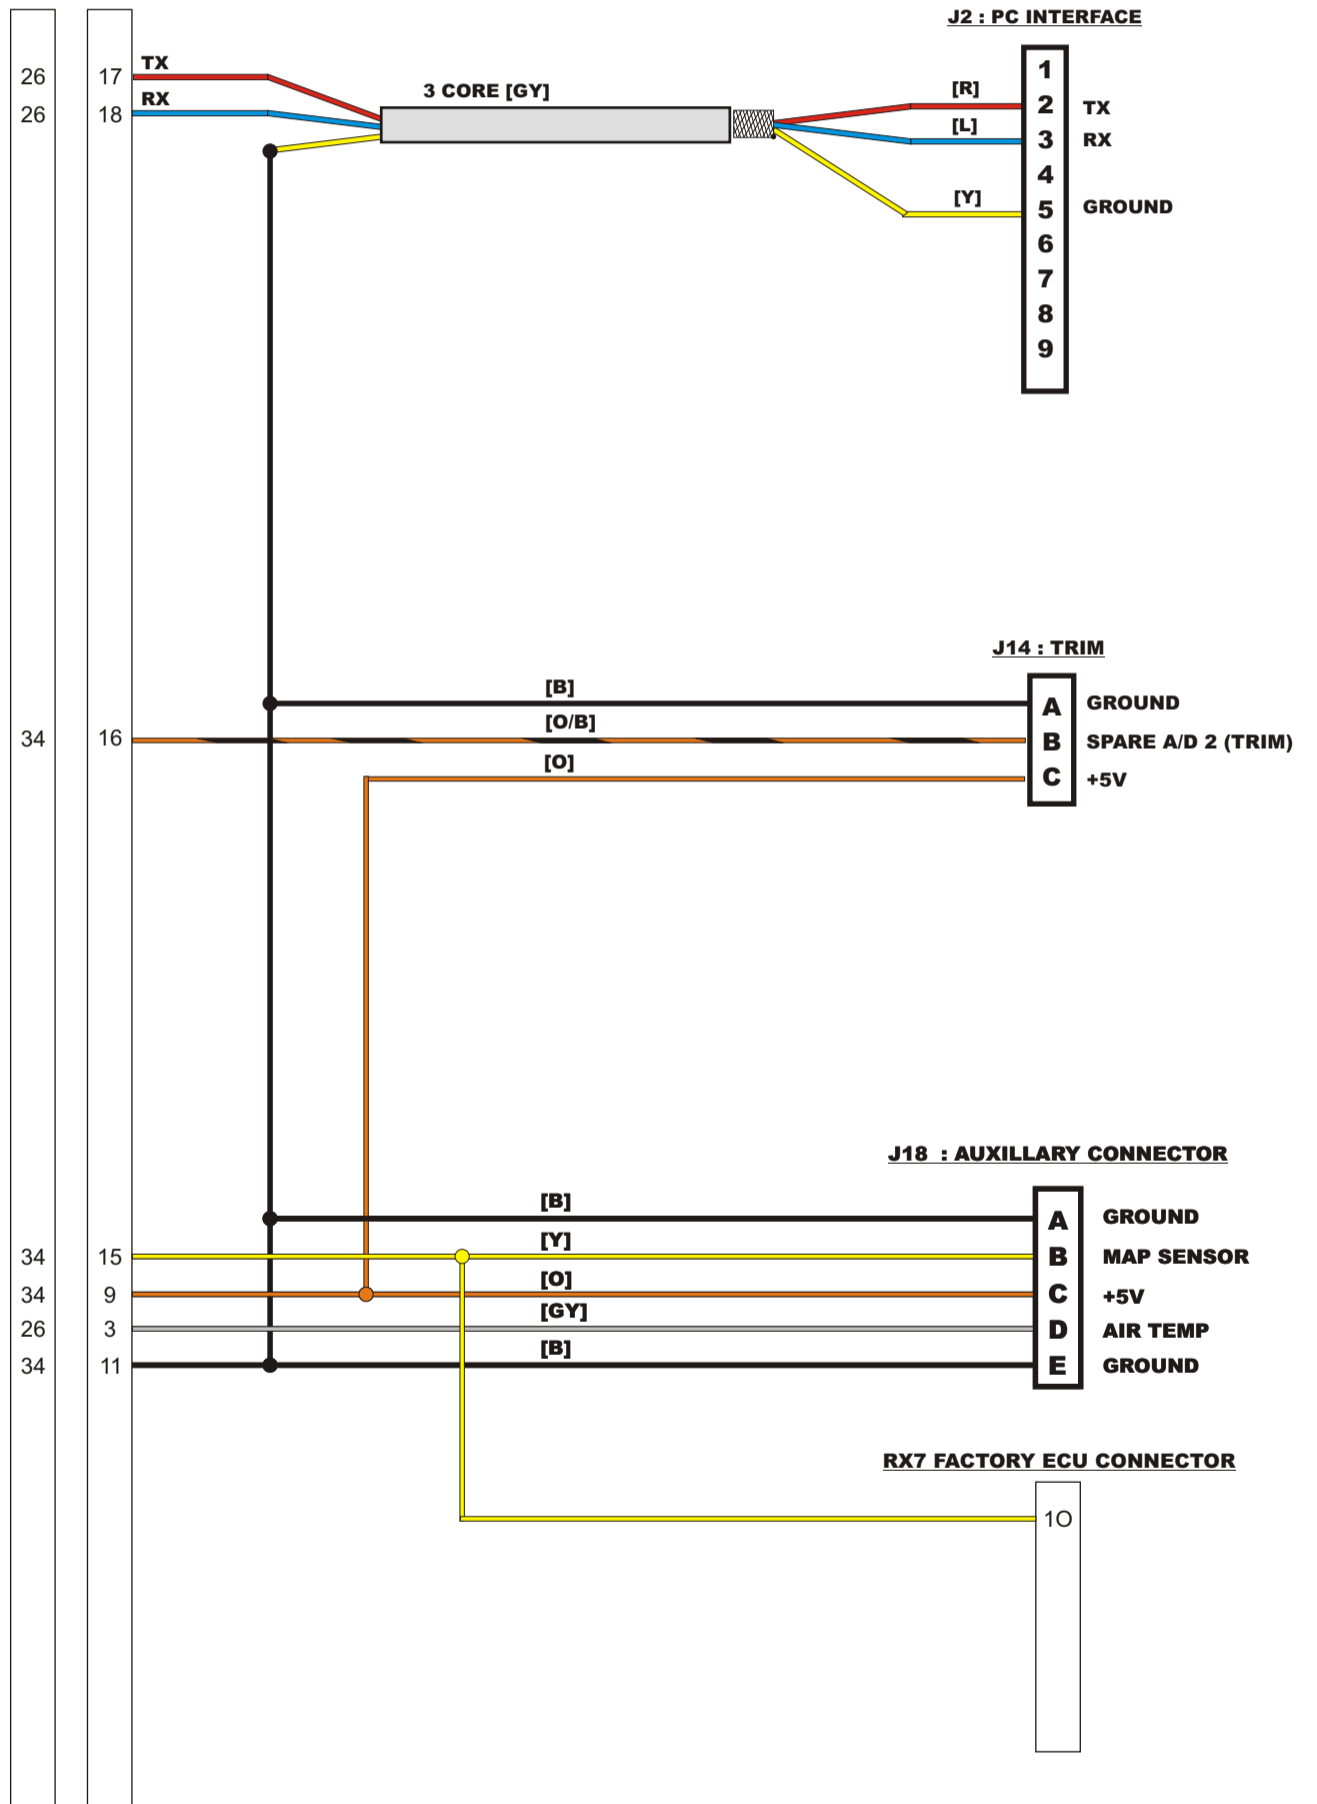 J2 : PC INTERFACE
1
26 17 TX
3 CORE [GY]
[R] 2 TX
26 18 RX
[L] 3 RX
4
[Y] 5 GROUND
6
7
8
9
J14 : TRIM
[B] A GROUND
34 16 [O/B] B SPARE A/D 2 (TRIM)
[O] C +5V
J18 : AUXILLARY CONNECTOR
[B] A GROUND
34 15 [Y] B MAP SENSOR
34 9 [O] C +5V
26 3 [GY] D AIR TEMP
34 11 [B] E GROUND
RX7 FACTORY ECU CONNECTOR
1O